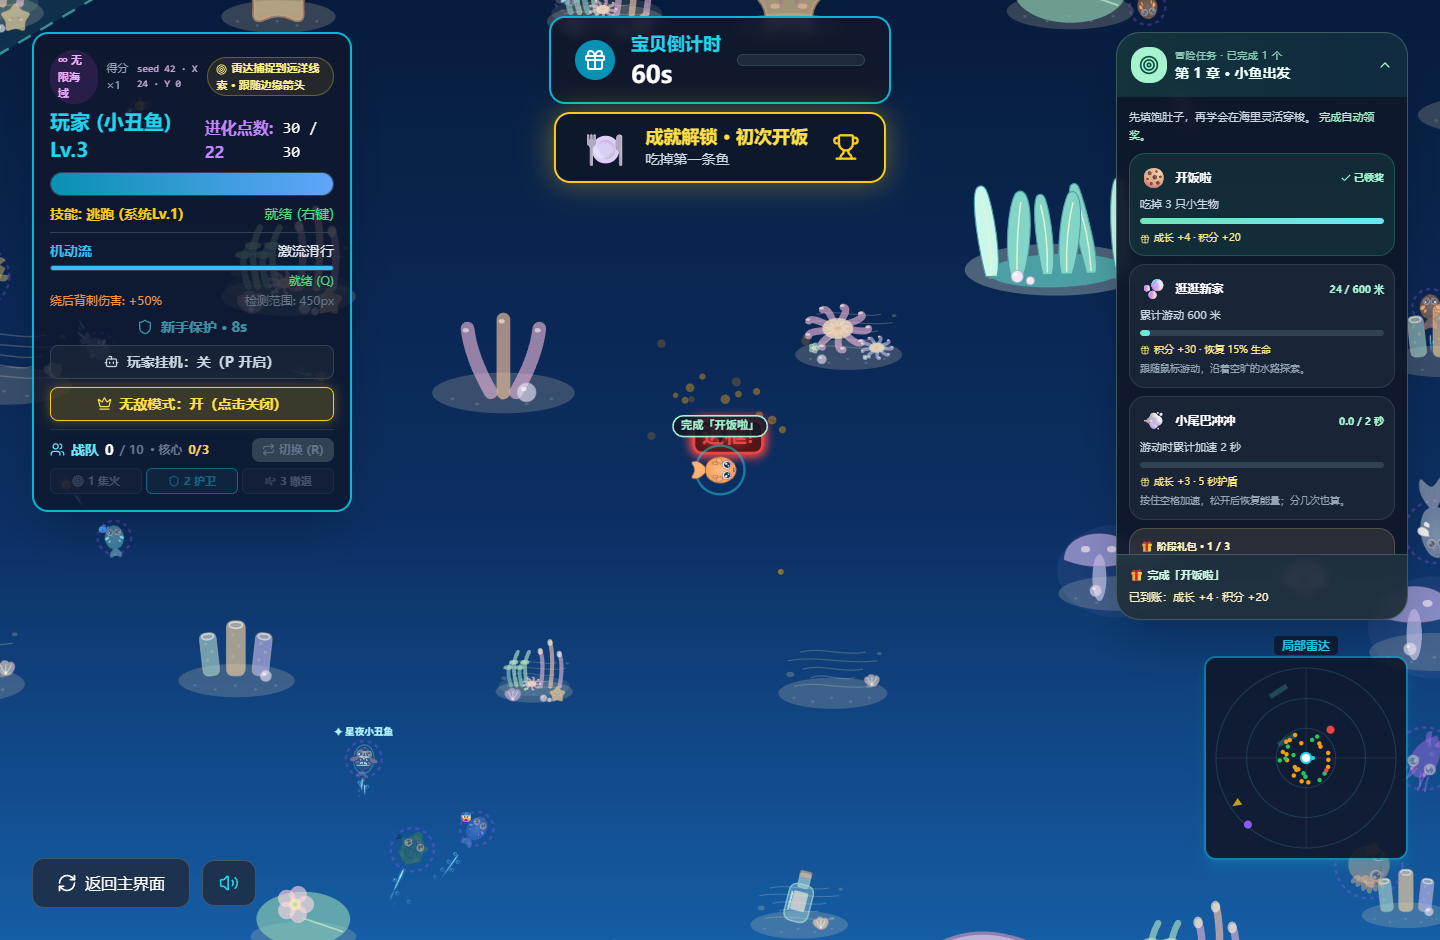 ∞ 无
限海
域
得分
×1
seed 42 · X
24 · Y 0
雷达捕捉到远洋线
索 • 跟随边缘箭头
玩家 (小丑鱼)
Lv.3
进化点数:
22
30 /
30
技能: 逃跑 (系统Lv.1)
就绪 (右键)
机动流
激流滑行
就绪 (Q)
绕后背刺伤害: +50%
检测范围: 450px
新手保护 • 8s
玩家挂机：关（P 开启）
无敌模式：开（点击关闭）
战队 0 / 10 • 核心 0/3
切换 (R)
1 集火
2 护卫
3 撤退
宝贝倒计时
60s
成就解锁・初次开饭
吃掉第一条鱼
冒险任务 · 已完成 1 个
第 1 章 • 小鱼出发
先填饱肚子，再学会在海里灵活穿梭。 完成自动领
奖。
开饭啦
✓ 已领奖
吃掉 3 只小生物
成长 +4 · 积分 +20
逛逛新家
24 / 600 米
累计游动 600 米
积分 +30 · 恢复 15% 生命
跟随鼠标游动，沿着空旷的水路探索。
小尾巴冲冲
0.0 / 2 秒
游动时累计加速 2 秒
成长 +3 · 5 秒护盾
按住空格加速，松开后恢复能量；分几次也算。
阶段礼包 • 1 / 3
完成「开饭啦」
已到账：成长 +4 · 积分 +20
完成「开饭啦」
局部雷达
✦ 星夜小丑鱼
返回主界面